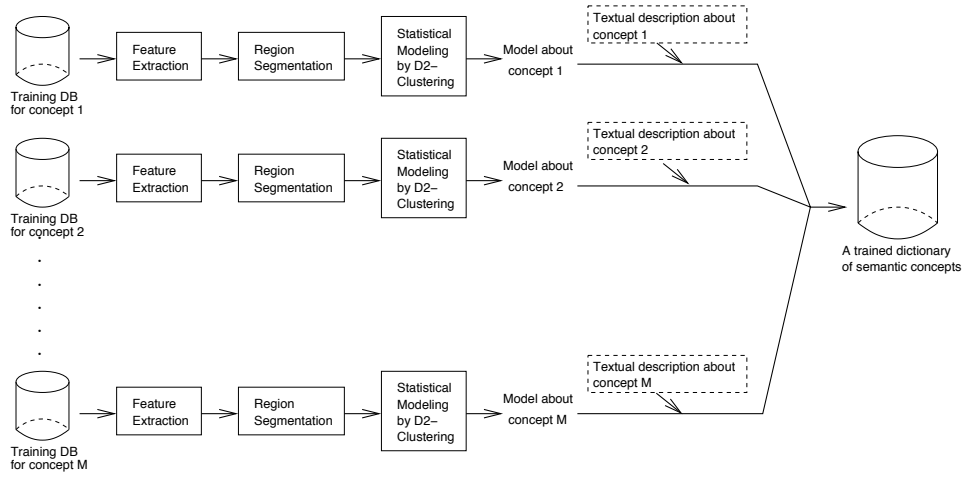 Training DB
for concept 1
Feature
Extraction
Region
Segmentation
Statistical
Modeling
by D2–
Clustering
Model about
concept 1
Textual description about
concept 1
Training DB
for concept 2
Feature
Extraction
Region
Segmentation
Statistical
Modeling
by D2–
Clustering
Model about
concept 2
Textual description about
concept 2
A trained dictionary
of semantic concepts
Training DB
for concept M
Feature
Extraction
Region
Segmentation
Statistical
Modeling
by D2–
Clustering
Model about
concept M
Textual description about
concept M